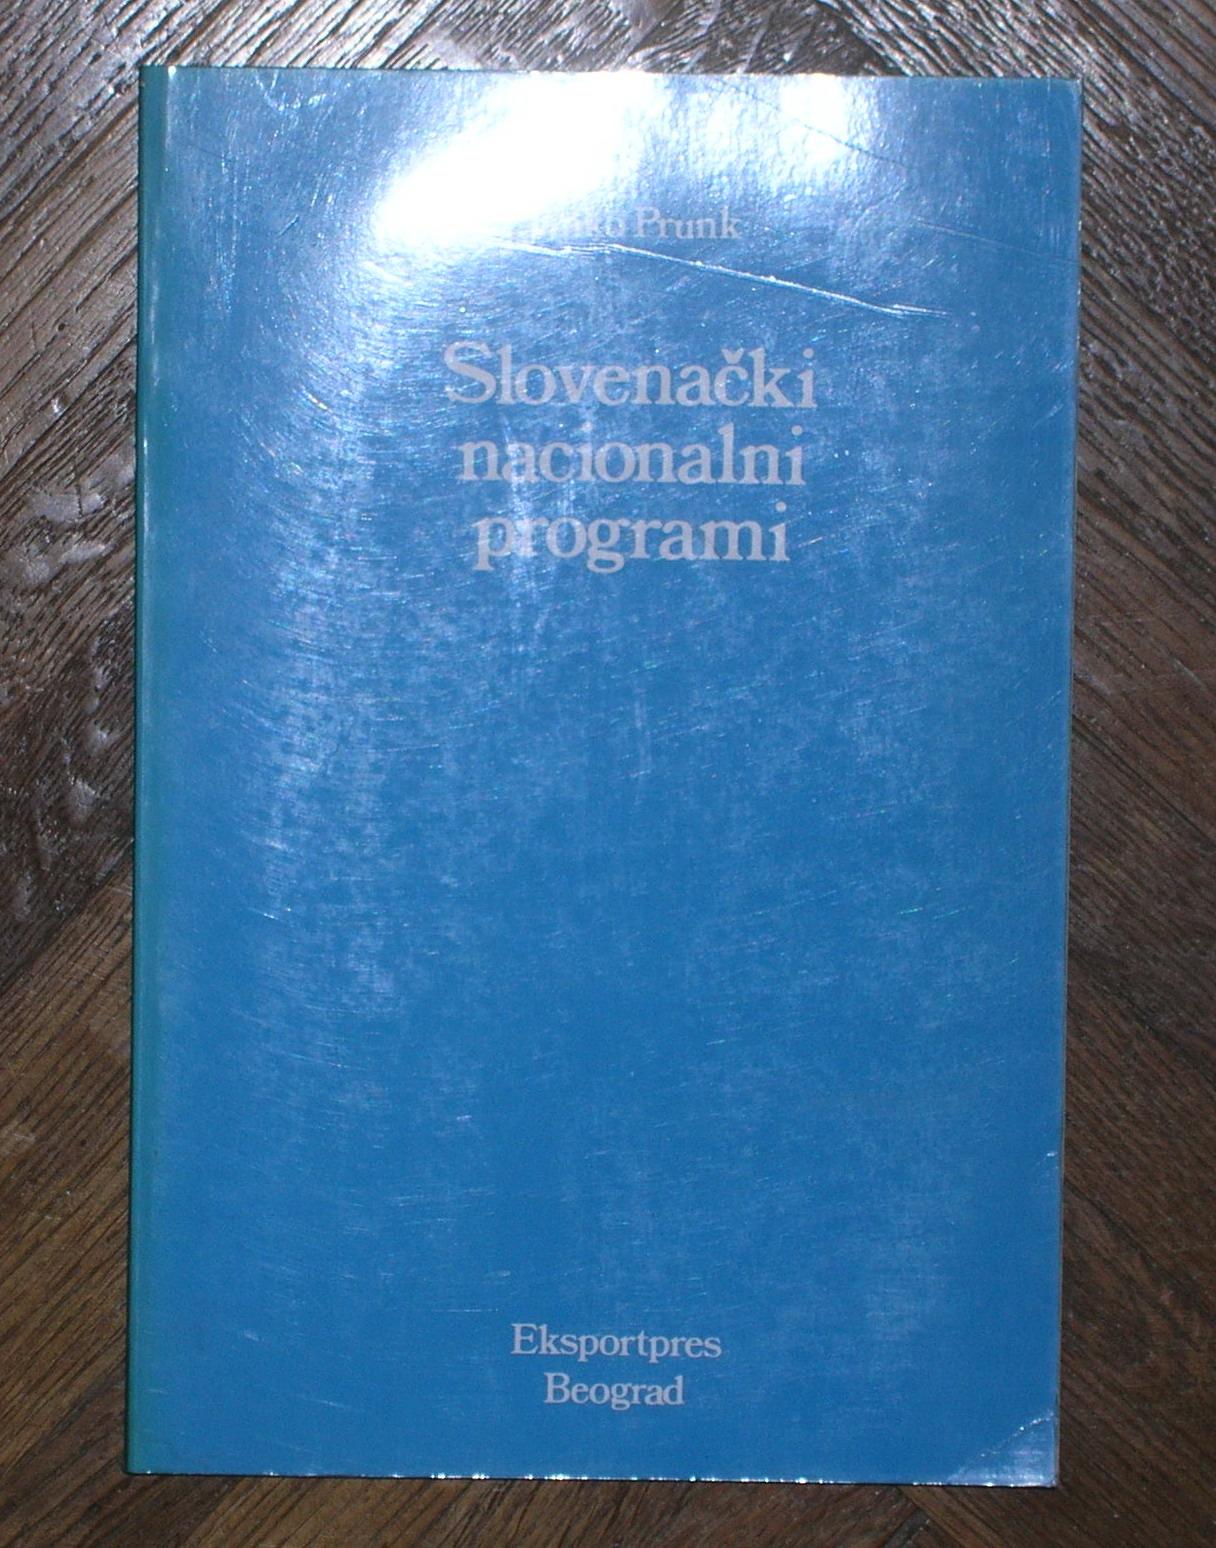 Prunk
Slovenački
nacionalni
programi
Eksportpres
Beograd